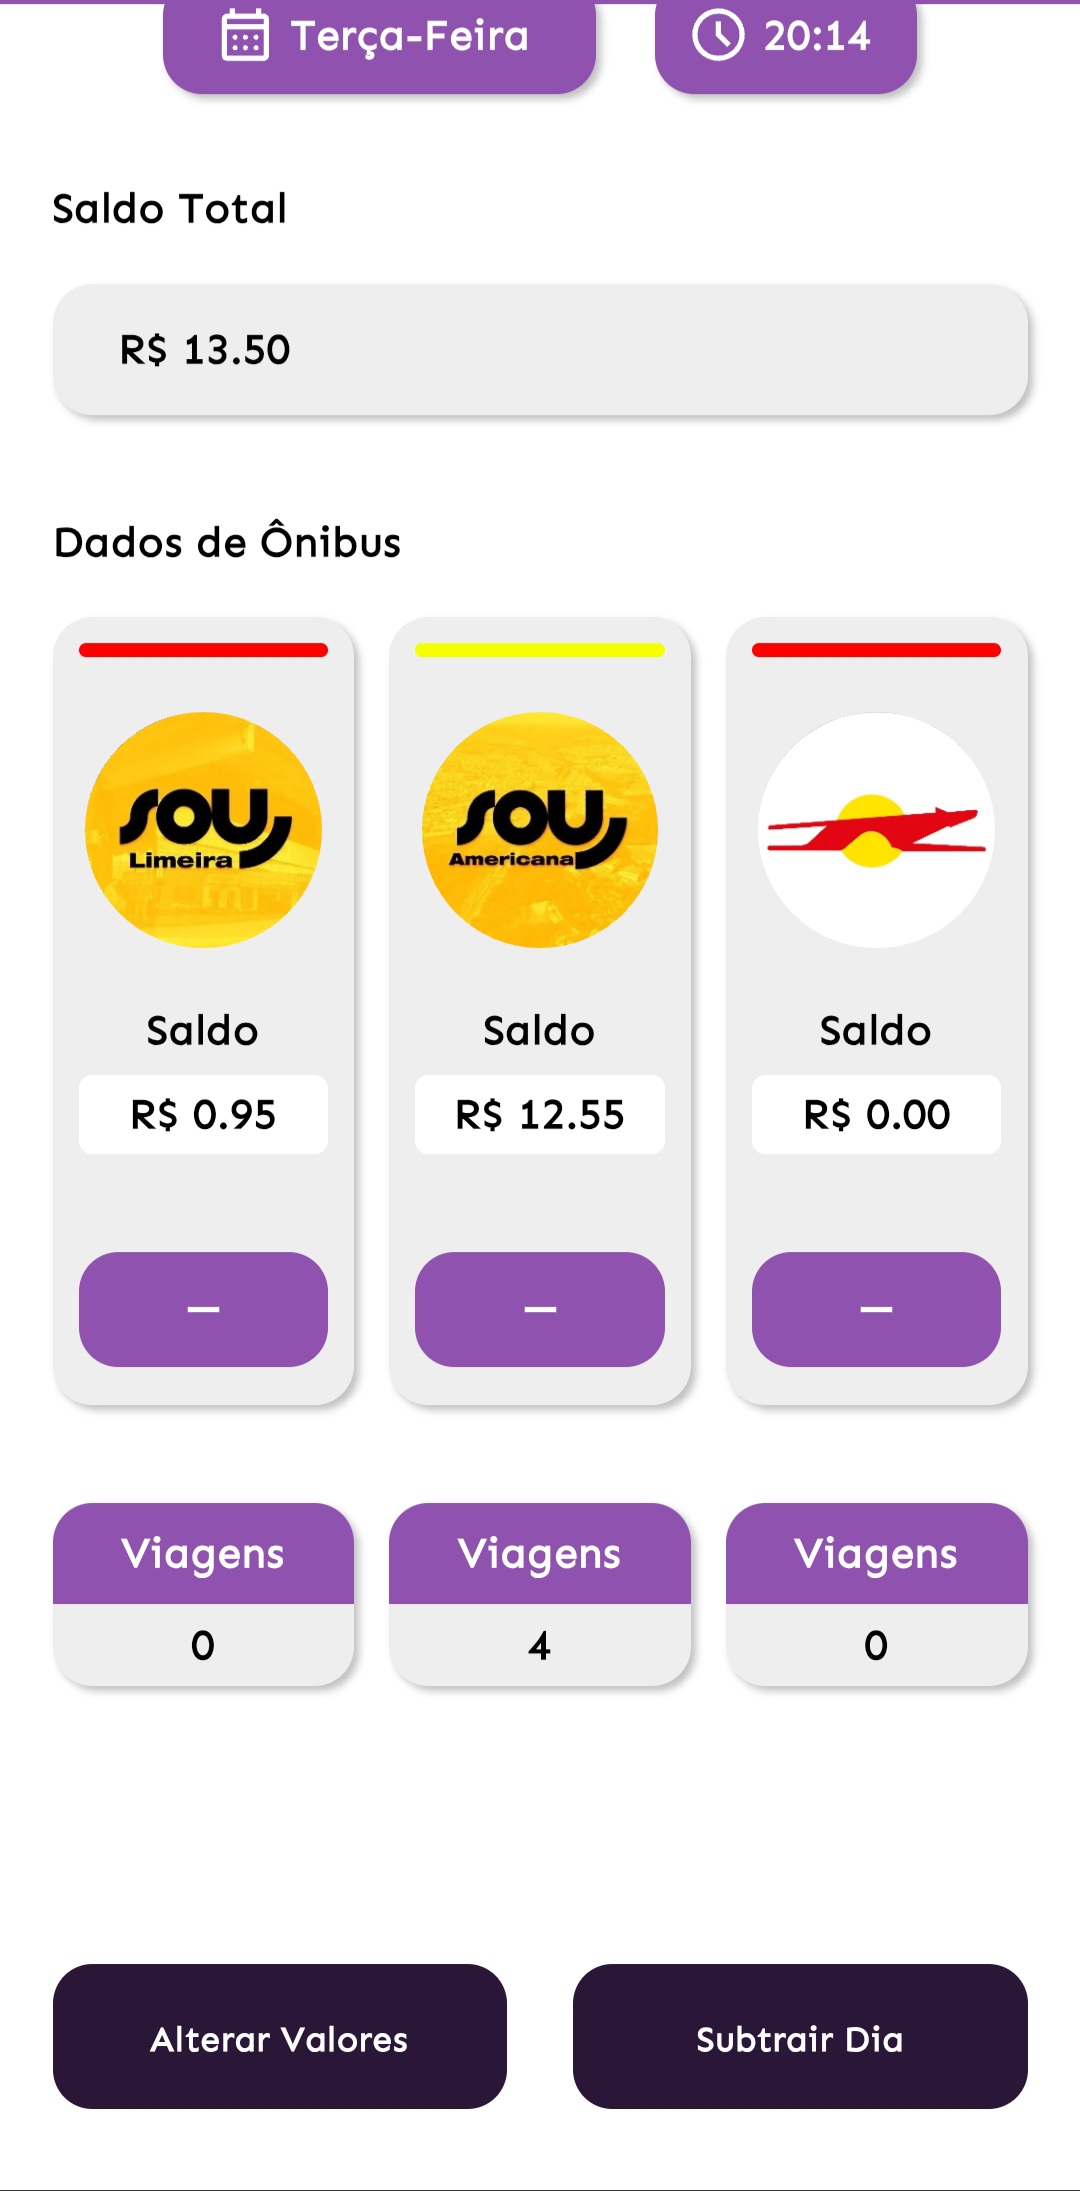 Terça-Feira
20:14
Saldo Total
R$ 13.50
Dados de Ônibus
sou
Limeira
sou
Americana
Saldo
Saldo
Saldo
R$ 0.95
R$ 12.55
R$ 0.00
Viagens
Viagens
Viagens
0
4
0
Alterar Valores
Subtrair Dia